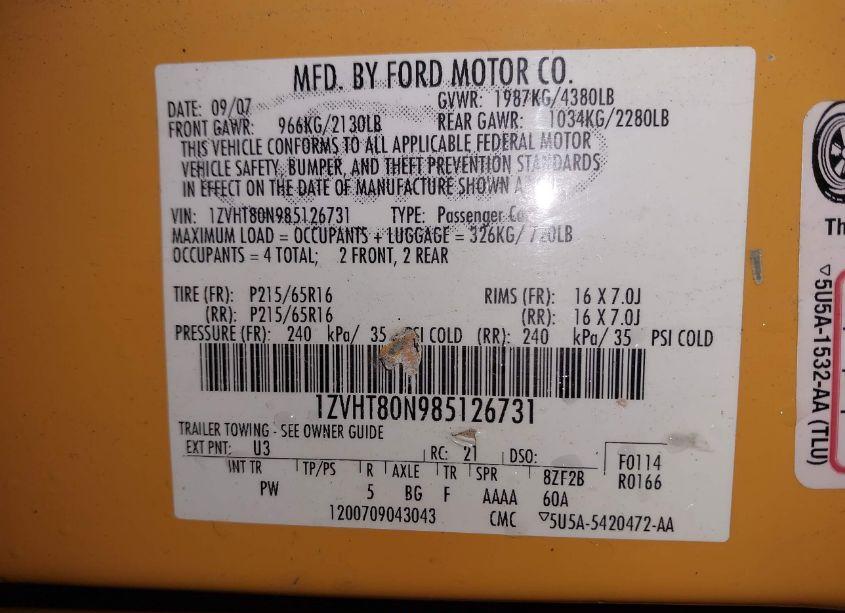 MFD. BY FORD MOTOR CO.
DATE: 09/07 GVWR: 1987KG/4380LB
FRONT GAWR: 966KG/2130LB REAR GAWR: 1034KG/2280LB
THIS VEHICLE CONFORMS TO ALL APPLICABLE FEDERAL MOTOR
VEHICLE SAFETY, BUMPER, AND THEFT PREVENTION STANDARDS
IN EFFECT ON THE DATE OF MANUFACTURE SHOWN
VIN: 1ZVHT80N985126731 TYPE: Passenger
MAXIMUM LOAD = OCCUPANTS + LUGGAGE = 326KG/ 720LB
OCCUPANTS = 4 TOTAL; 2 FRONT, 2 REAR
TIRE (FR): P215/65R16 RIMS (FR): 16 X 7.0J
(RR): P215/65R16 (RR): 16 X 7.0J
PRESSURE (FR): 240 kPa/ 35 PSI COLD (RR): 240 kPa/ 35 PSI COLD
1ZVHT80N985126731
TRAILER TOWING - SEE OWNER GUIDE
EXT PNT: U3 RC: 21 DSO: F0114
INT TR TP/PS R AXLE TR SPR 8ZF2B R0166
PW 5 BG F AAAA 60A
1200709043043 CMC ▽5U5A-5420472-AA
Th
▽5U5A-1532-AA (TLU)